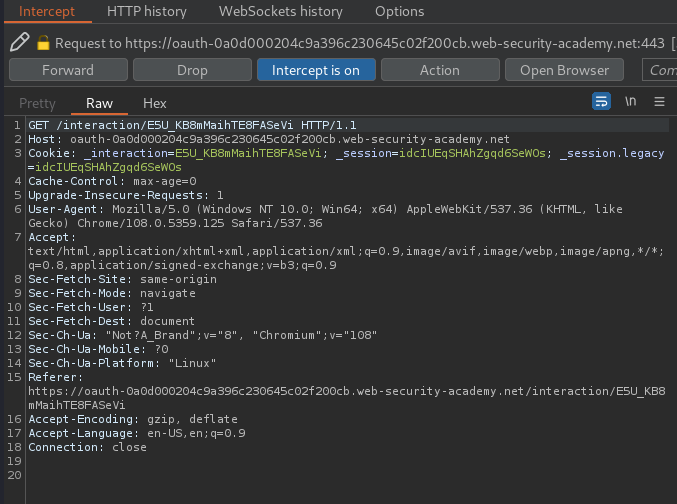 Intercept HTTP history WebSockets history Options
Request to https://oauth-0a0d000204c9a396c230645c02f200cb.web-security-academy.net:443 [
Forward Drop Intercept is on Action Open Browser Com
Pretty Raw Hex \n
1 GET /interaction/E5U_KB8mMaihTE8FASeVi HTTP/1.1
2 Host: oauth-0a0d000204c9a396c230645c02f200cb.web-security-academy.net
3 Cookie: _interaction=E5U_KB8mMaihTE8FASeVi; _session=idcIUEqSHAhZgqd6SeWOs; _session.legacy
=idcIUEqSHAhZgqd6SeWOs
4 Cache-Control: max-age=0
5 Upgrade-Insecure-Requests: 1
6 User-Agent: Mozilla/5.0 (Windows NT 10.0; Win64; x64) AppleWebKit/537.36 (KHTML, like
Gecko) Chrome/108.0.5359.125 Safari/537.36
7 Accept:
text/html,application/xhtml+xml,application/xml;q=0.9,image/avif,image/webp,image/apng,*/*;
q=0.8,application/signed-exchange;v=b3;q=0.9
8 Sec-Fetch-Site: same-origin
9 Sec-Fetch-Mode: navigate
10 Sec-Fetch-User: ?1
11 Sec-Fetch-Dest: document
12 Sec-Ch-Ua: "Not?A_Brand";v="8", "Chromium";v="108"
13 Sec-Ch-Ua-Mobile: ?0
14 Sec-Ch-Ua-Platform: "Linux"
15 Referer:
https://oauth-0a0d000204c9a396c230645c02f200cb.web-security-academy.net/interaction/E5U_KB8
mMaihTE8FASeVi
16 Accept-Encoding: gzip, deflate
17 Accept-Language: en-US,en;q=0.9
18 Connection: close
19
20